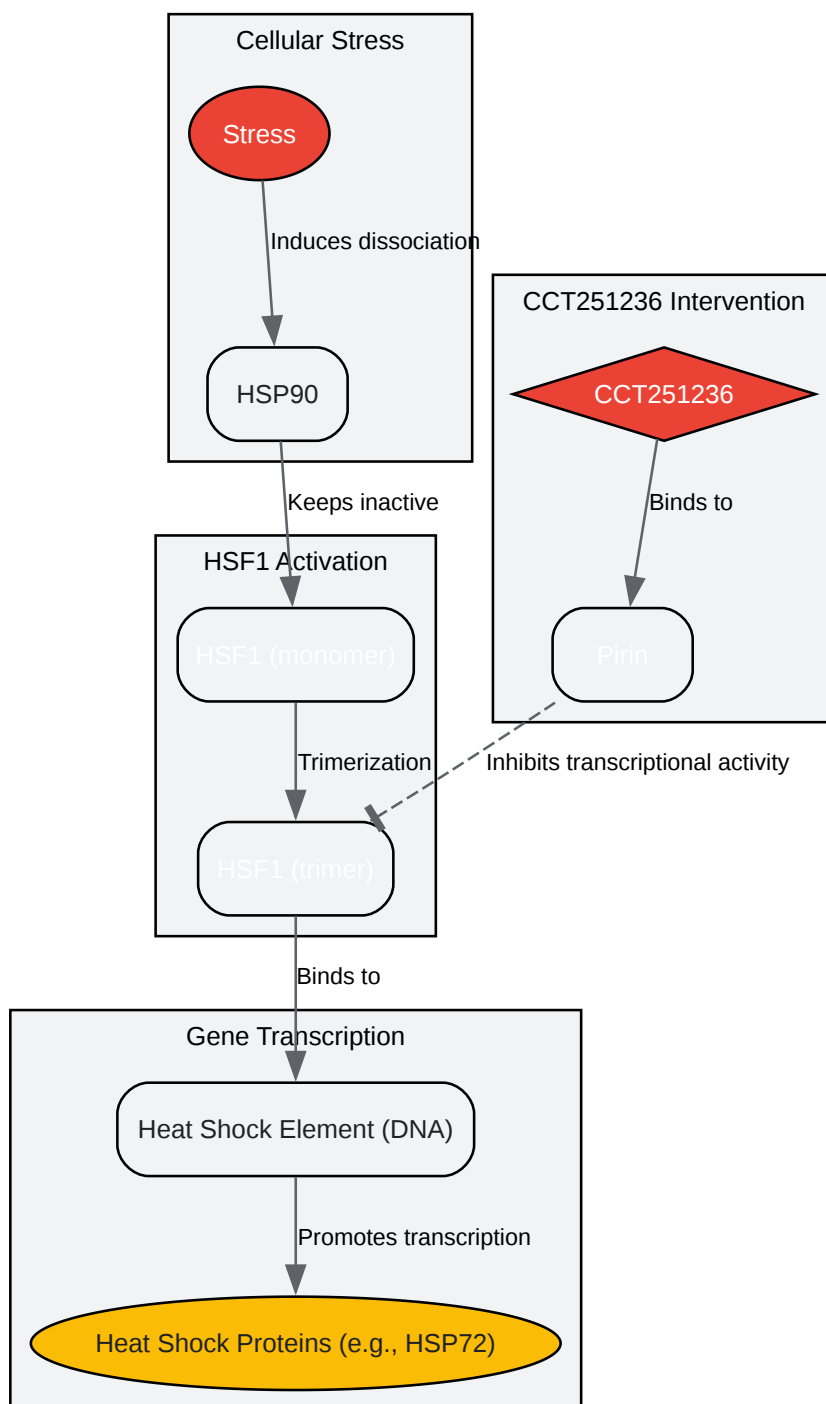 Cellular Stress
Stress
Induces dissociation
HSP90
CCT251236 Intervention
CCT251236
Binds to
Pirin
Keeps inactive
HSF1 Activation
HSF1 (monomer)
Trimerization
Inhibits transcriptional activity
HSF1 (trimer)
Binds to
Gene Transcription
Heat Shock Element (DNA)
Promotes transcription
Heat Shock Proteins (e.g., HSP72)